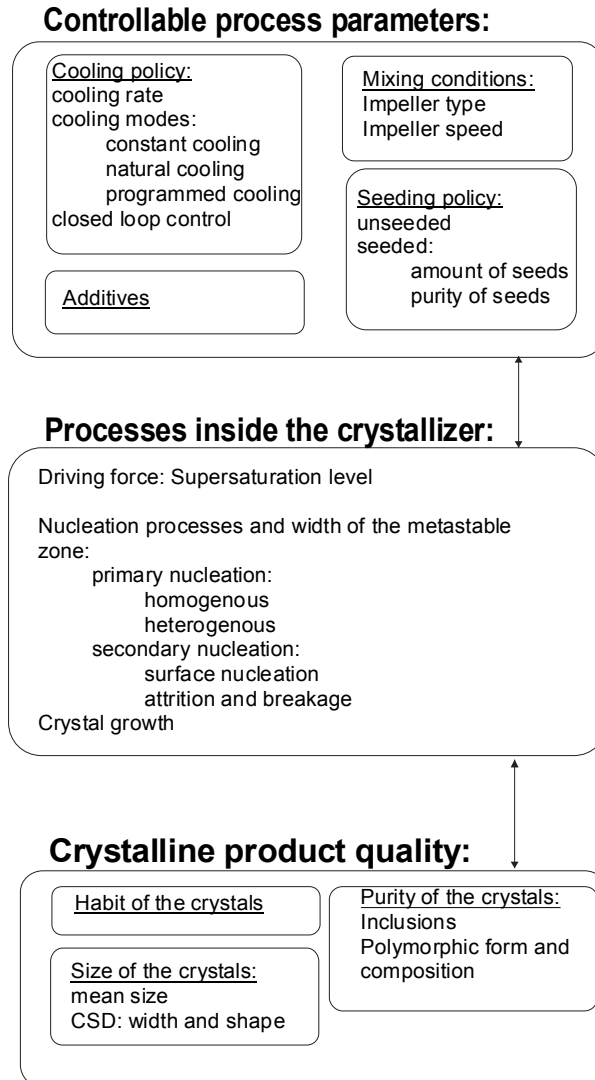 Controllable process parameters:
Cooling policy:
cooling rate
cooling modes:
constant cooling
natural cooling
programmed cooling
closed loop control
Additives
Mixing conditions:
Impeller type
Impeller speed
Seeding policy:
unseeded
seeded:
amount of seeds
purity of seeds
Processes inside the crystallizer:
Driving force: Supersaturation level
Nucleation processes and width of the metastable
zone:
primary nucleation:
homogenous
heterogenous
secondary nucleation:
surface nucleation
attrition and breakage
Crystal growth
Crystalline product quality:
Habit of the crystals
Size of the crystals:
mean size
CSD: width and shape
Purity of the crystals:
Inclusions
Polymorphic form and
composition